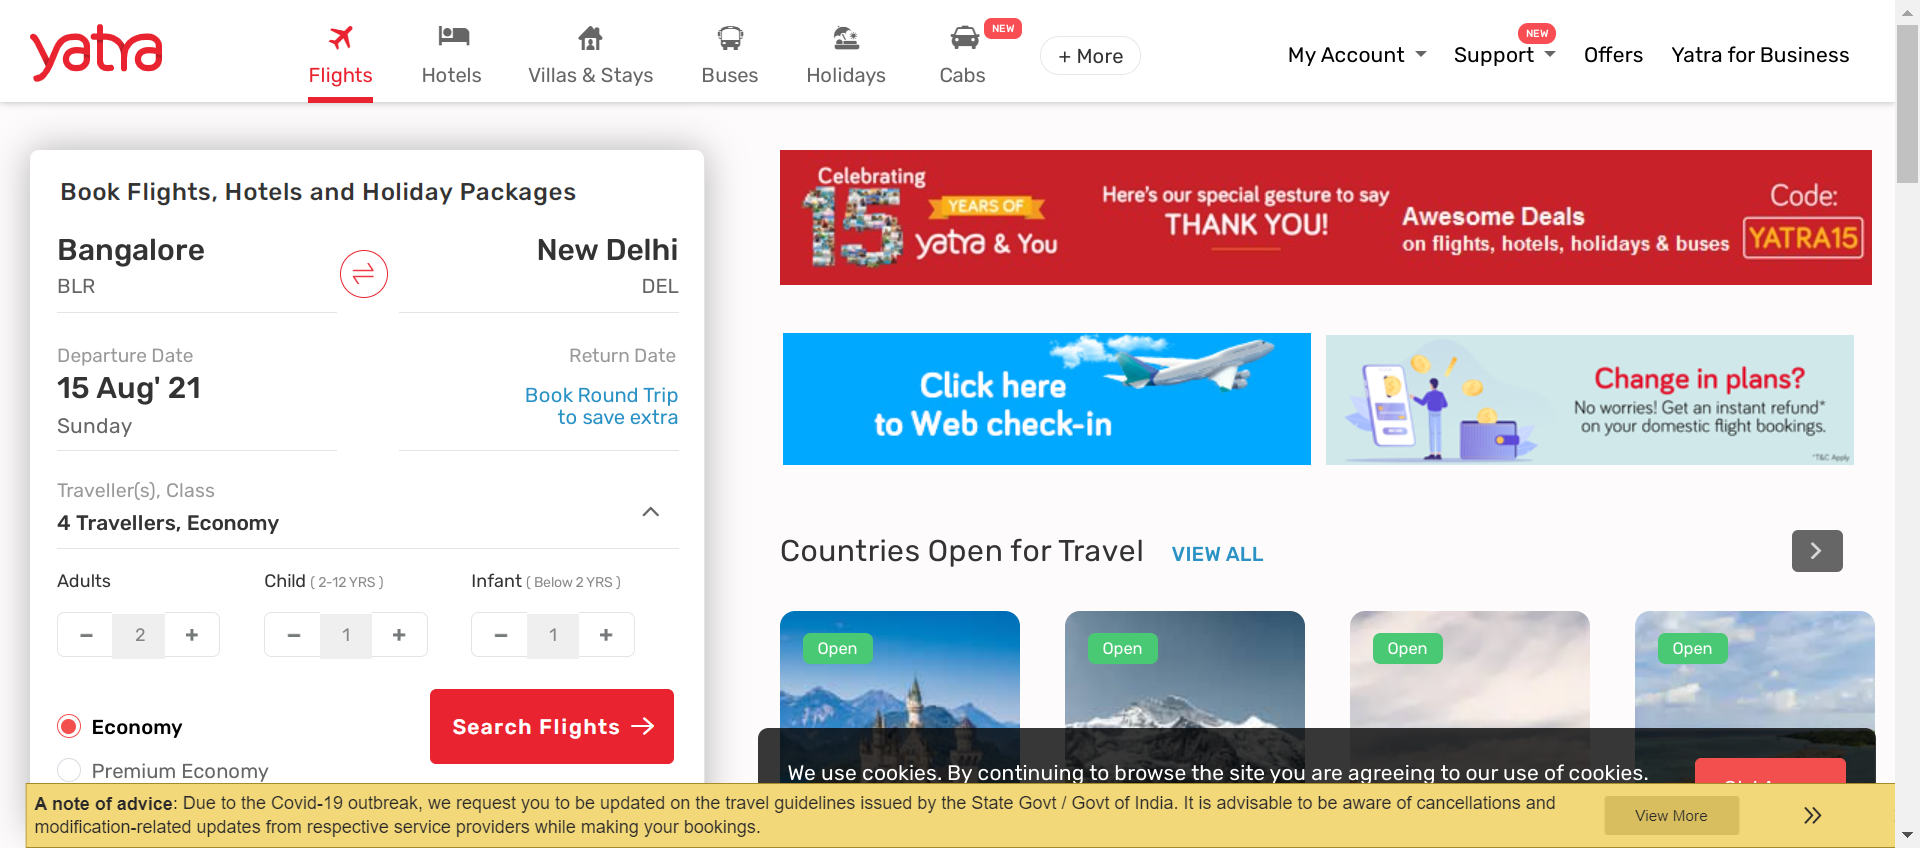 yatra
Flights
Hotels
Villas & Stays
Buses
Holidays
Cabs
NEW
+ More
My Account
Support
NEW
Offers
Yatra for Business
Book Flights, Hotels and Holiday Packages
Bangalore
BLR
New Delhi
DEL
Departure Date
15 Aug' 21
Sunday
Return Date
Book Round Trip
to save extra
Traveller(s), Class
4 Travellers, Economy
Adults
Child ( 2-12 YRS )
Infant ( Below 2 YRS )
− 2 +
− 1 +
− 1 +
Economy
Premium Economy
Search Flights
Celebrating
15
YEARS OF
yatra & You
Here's our special gesture to say
THANK YOU!
Awesome Deals
on flights, hotels, holidays & buses
Code:
YATRA15
Click here
to Web check-in
Change in plans?
No worries! Get an instant refund*
on your domestic flight bookings.
*T&C Apply
Countries Open for Travel
VIEW ALL
Open
Open
Open
Open
We use cookies. By continuing to browse the site you are agreeing to our use of cookies.
A note of advice: Due to the Covid-19 outbreak, we request you to be updated on the travel guidelines issued by the State Govt / Govt of India. It is advisable to be aware of cancellations and
modification-related updates from respective service providers while making your bookings.
View More